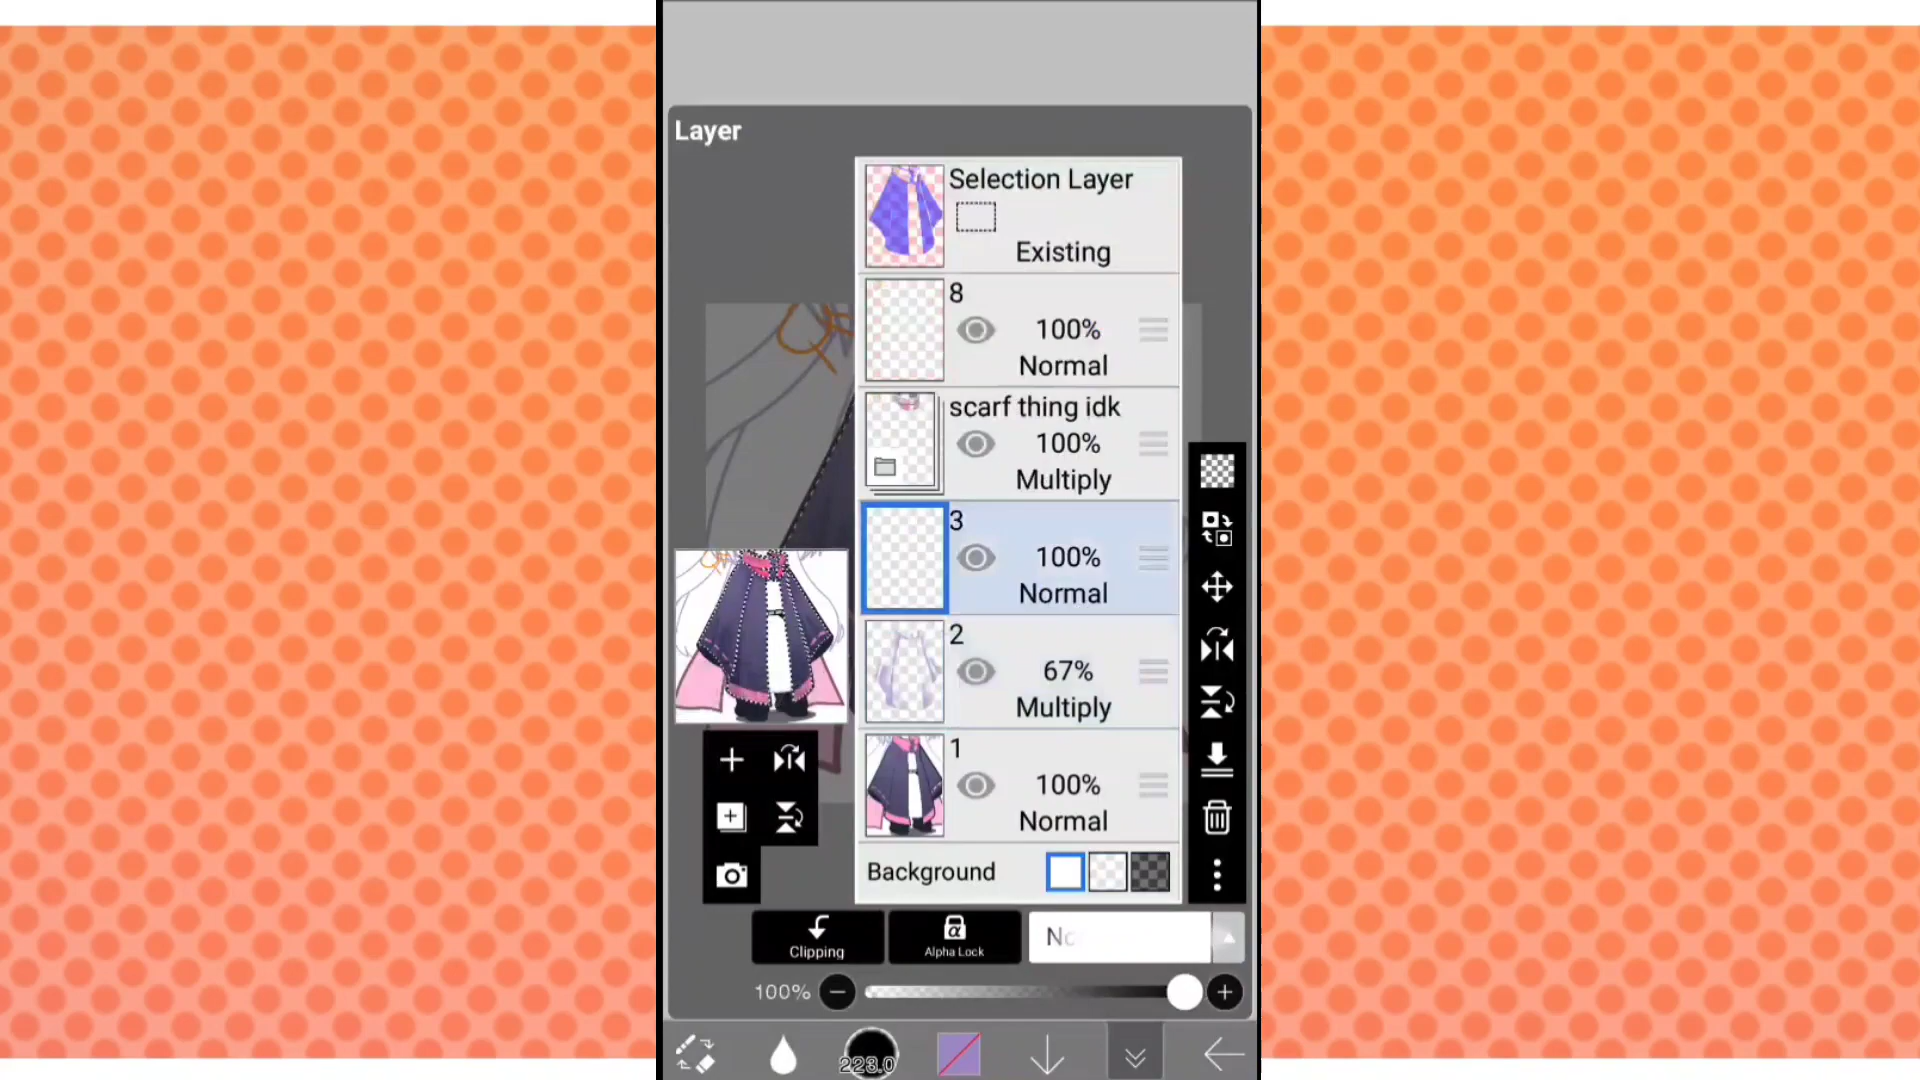 Layer
Selection Layer
Existing
8
100%
Normal
scarf thing idk
100%
Multiply
3
100%
Normal
2
67%
Multiply
1
100%
Normal
Background
Clipping
α
Alpha Lock
100%
223.0